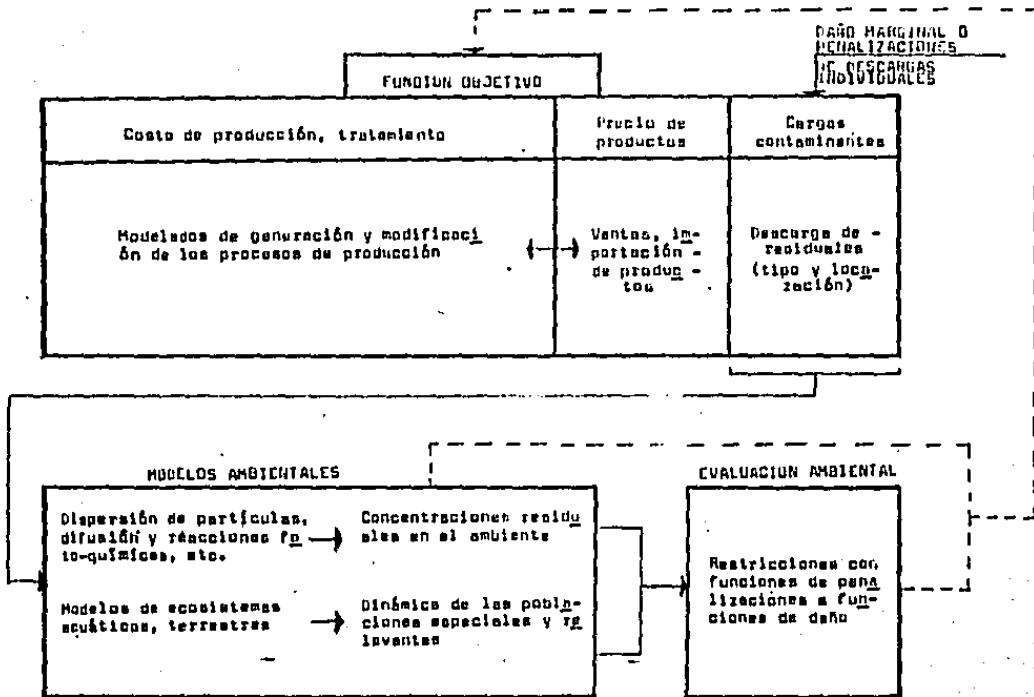 DAÑO MARGINAL O
PENALIZACIONES
DE DESCARGAS
INDIVIDUALES
FUNCIUN OBJETIVO
Costo de producción, tratamiento
Precio de
productos
Cargas
contaminantes
Modelados de generación y modificaci
ón de los procesos de producción
Ventas, im-
portación -
de produc -
tos
Descarga de -
residuales
(tipo y loca-
zación)
MODELOS AMBIENTALES
EVALUACION AMBIENTAL
Dispersión de partículas,
difusión y reacciones fo
to-químicas, etc.
Concentraciones residu
ales en el ambiente
Modelos de ecosistemas
acuáticos, terrestres
Dinámica de las pobla-
ciones especiales y re
levantes
Restricciones con
funciones de pena
lizaciones a fun-
ciones de daño